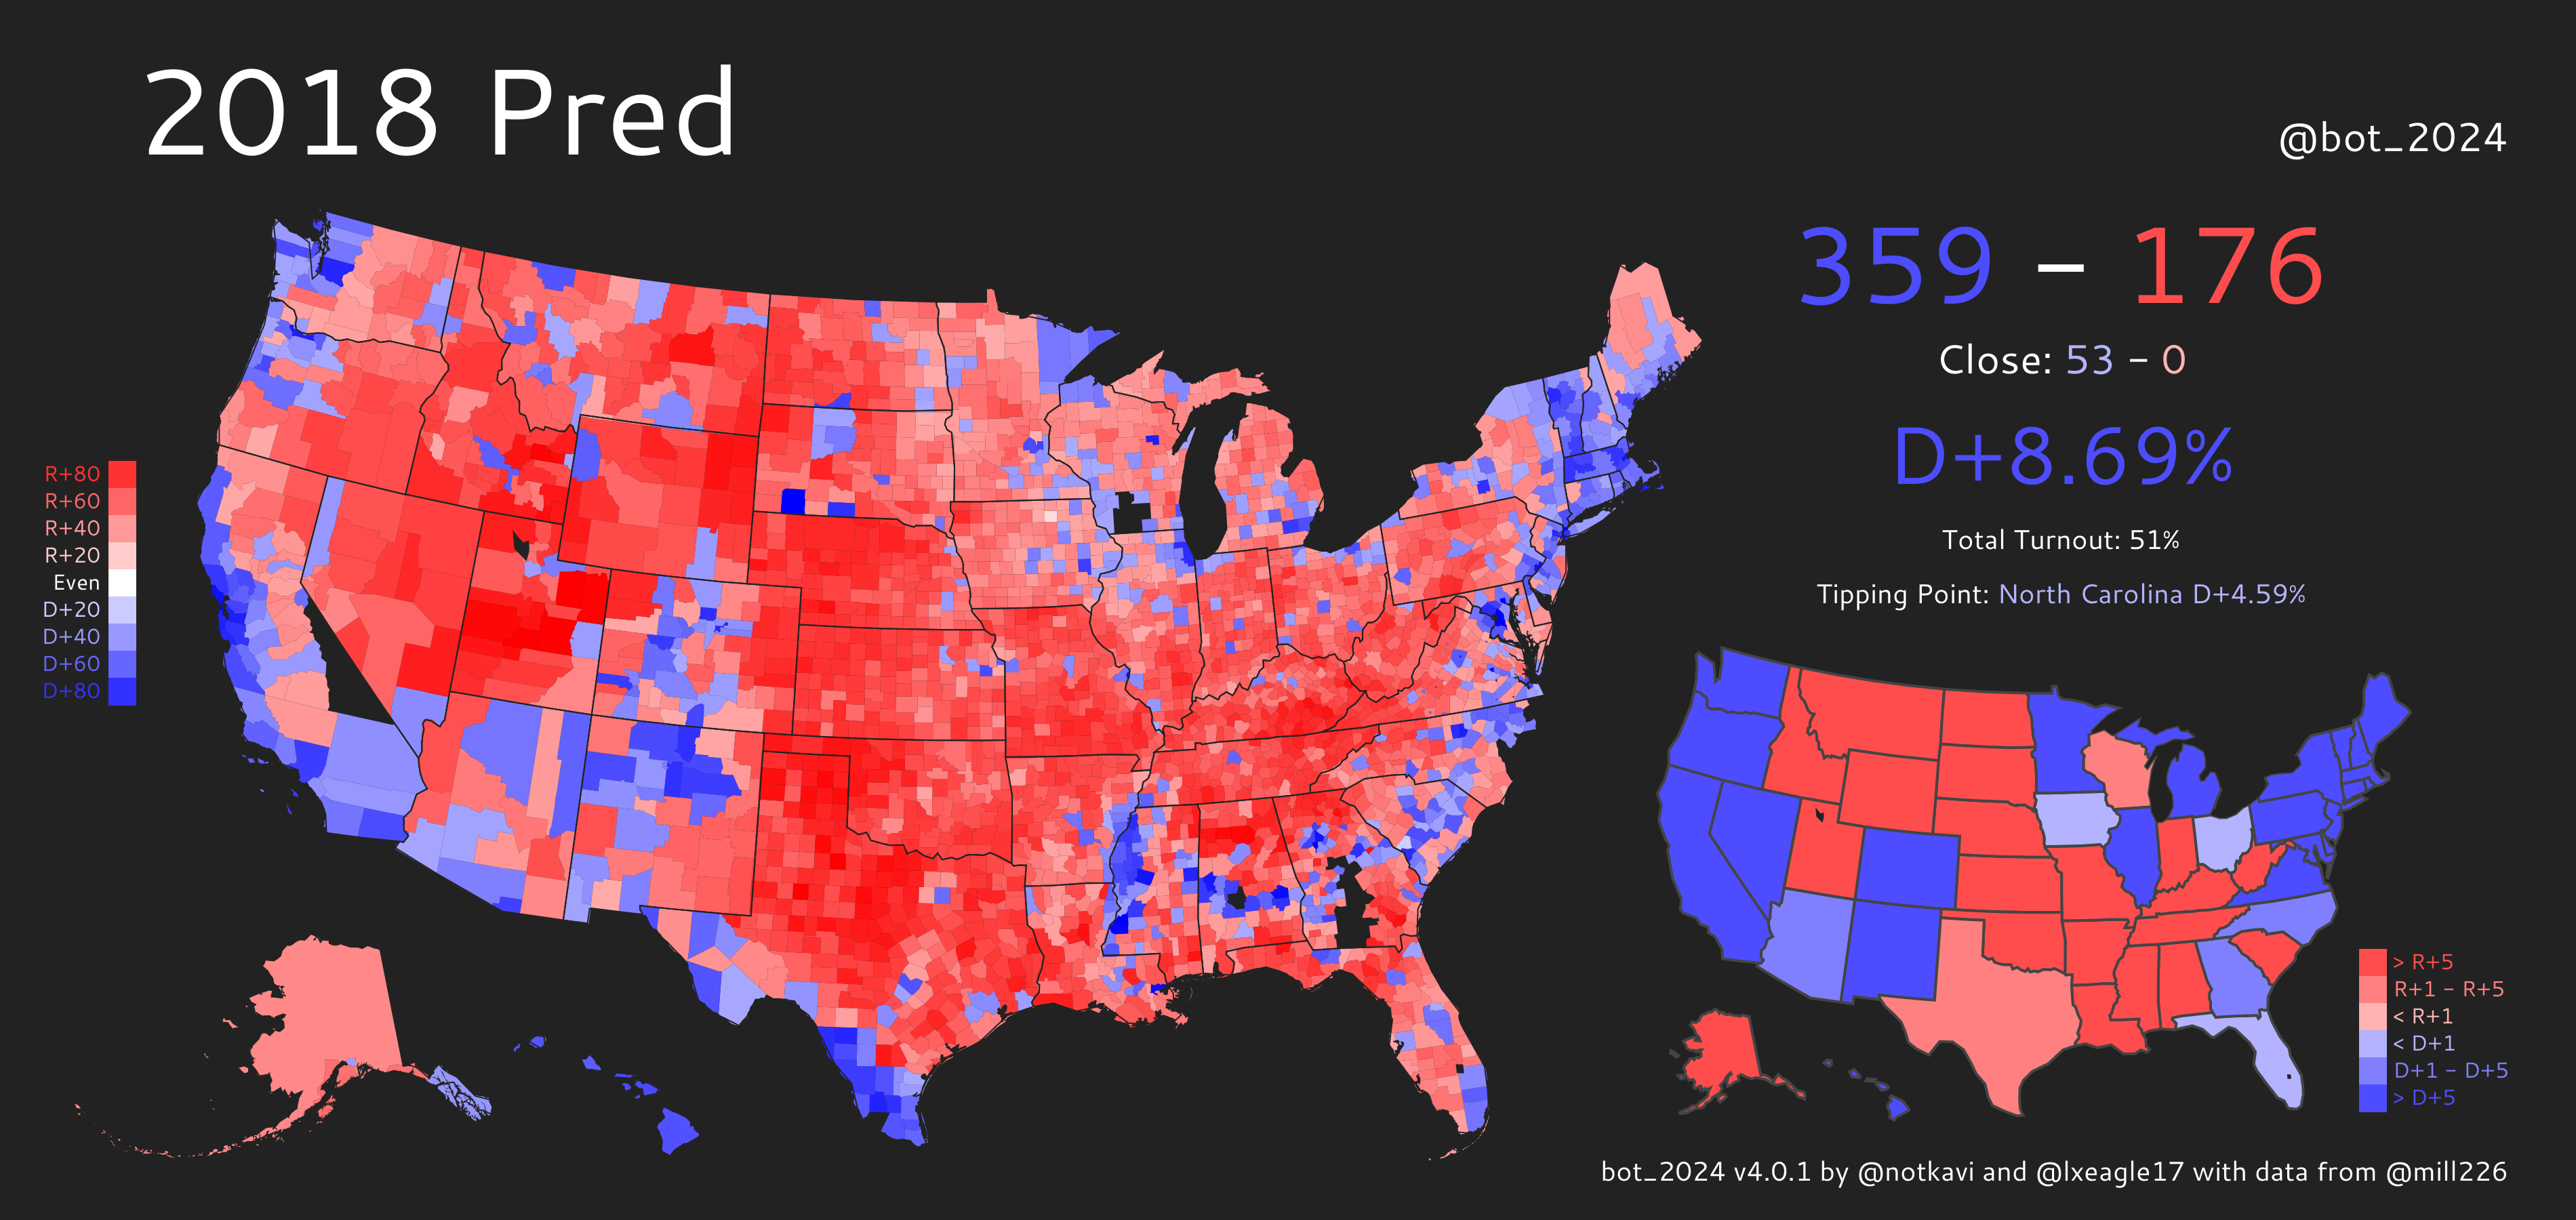 2018 Pred
@bot_2024
359 – 176
Close: 53 – 0
D+8.69%
Total Turnout: 51%
Tipping Point: North Carolina D+4.59%
R+80
R+60
R+40
R+20
Even
D+20
D+40
D+60
D+80
> R+5
R+1 – R+5
< R+1
< D+1
D+1 – D+5
> D+5
bot_2024 v4.0.1 by @notkavi and @lxeagle17 with data from @mill226